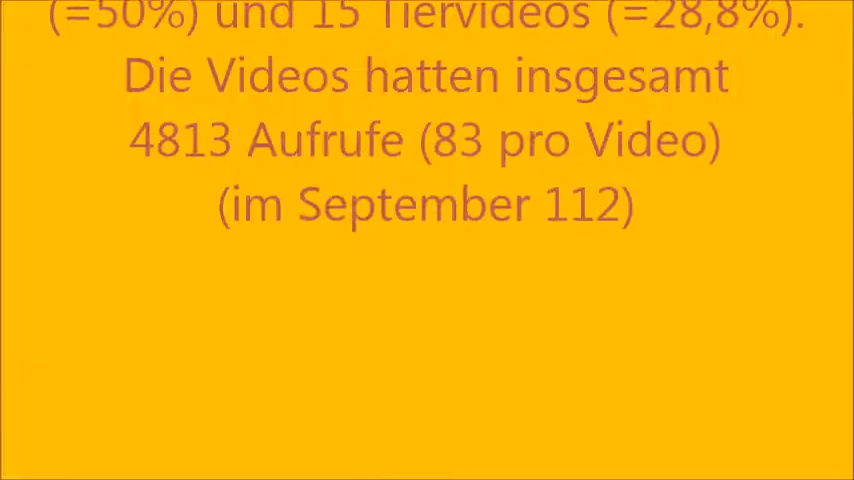 (=50%) und 15 Tiervideos (=28,8%).
Die Videos hatten insgesamt
4813 Aufrufe (83 pro Video)
(im September 112)